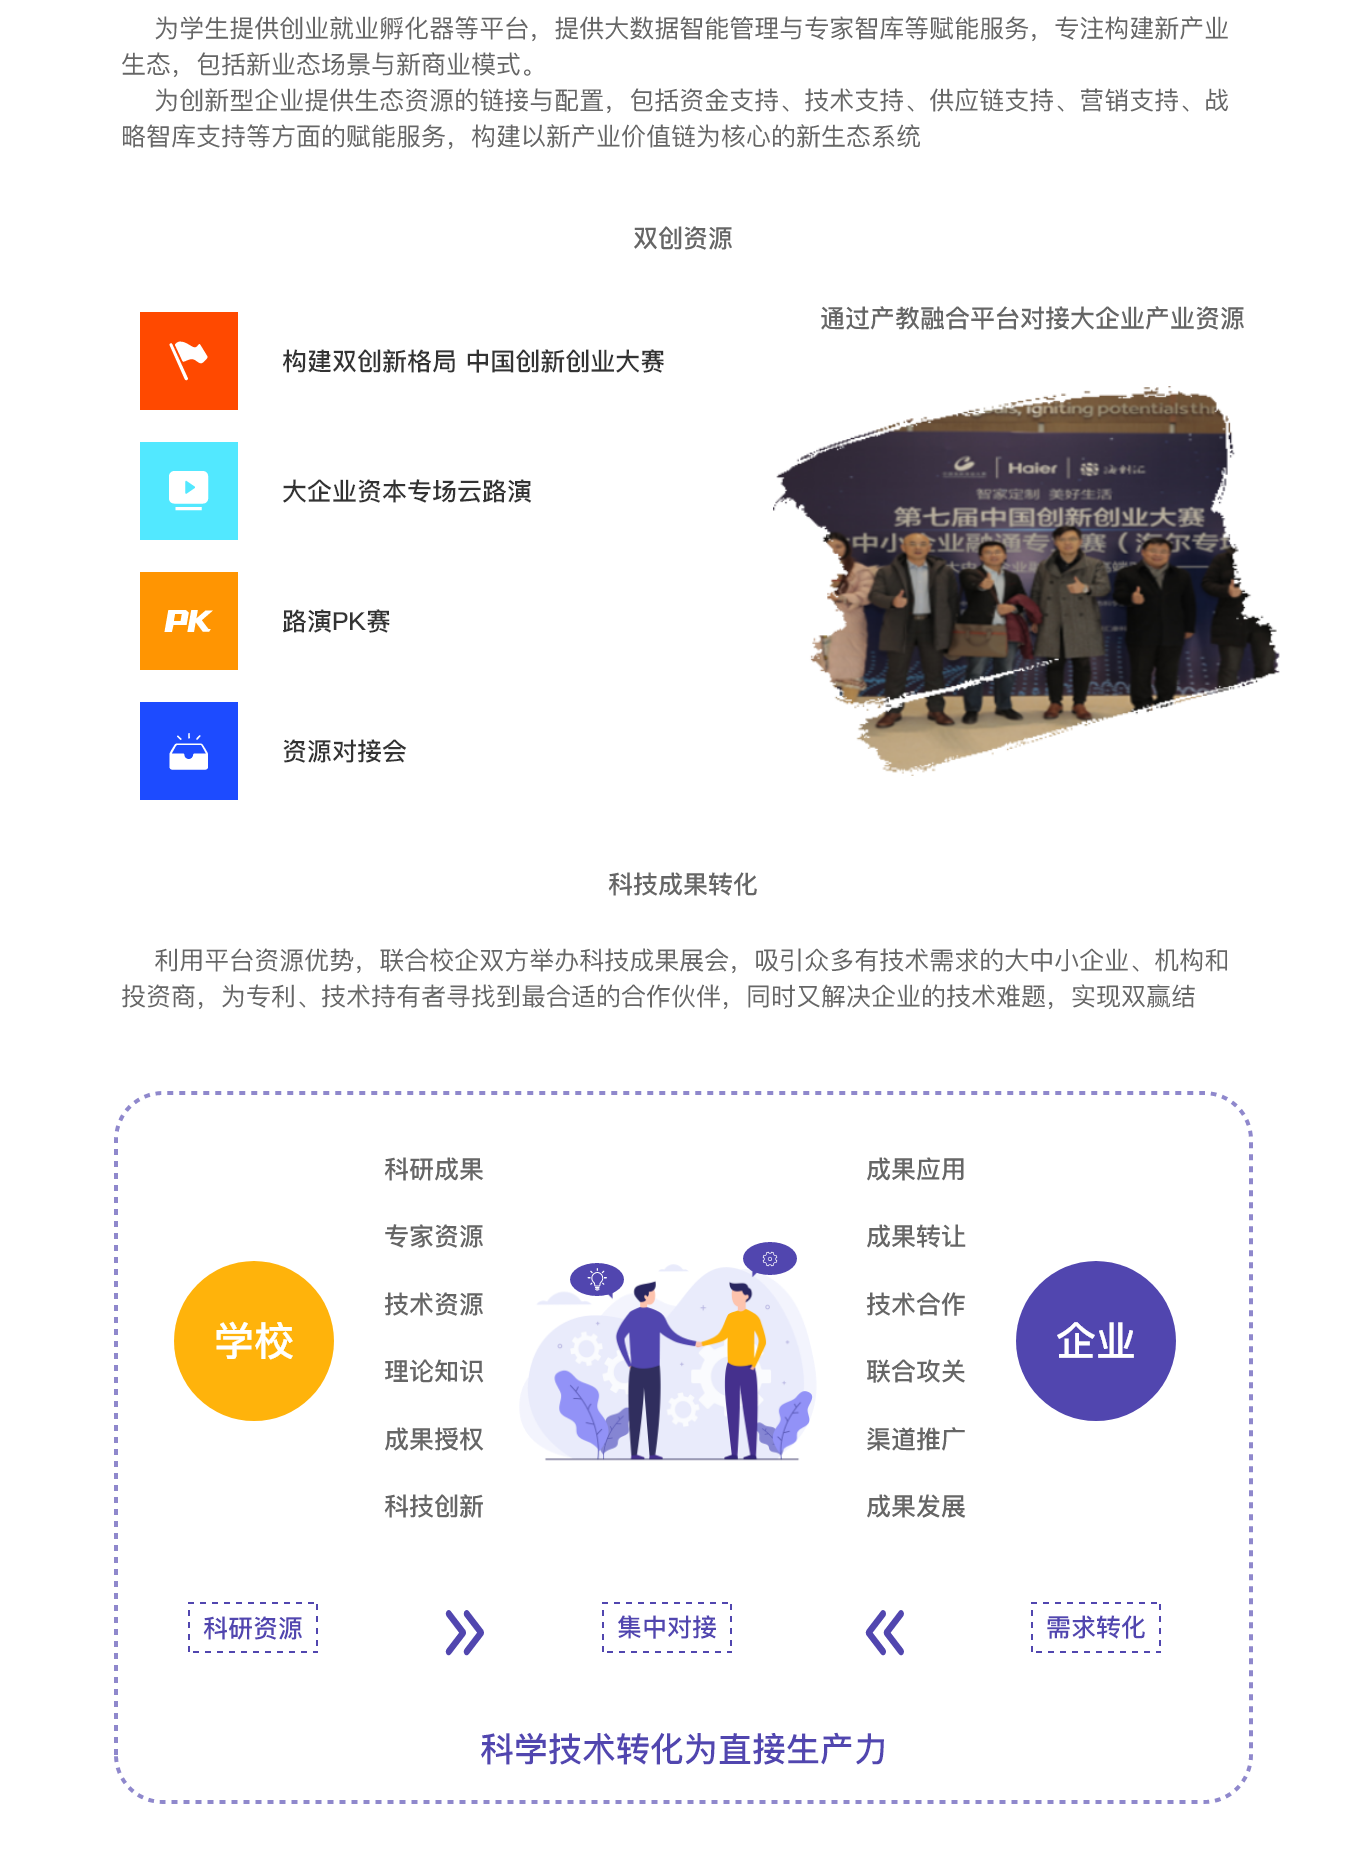 为学生提供创业就业孵化器等平台，提供大数据智能管理与专家智库等赋能服务，专注构建新产业
生态，包括新业态场景与新商业模式。
为创新型企业提供生态资源的链接与配置，包括资金支持、技术支持、供应链支持、营销支持、战
略智库支持等方面的赋能服务，构建以新产业价值链为核心的新生态系统
双创资源
构建双创新格局 中国创新创业大赛
大企业资本专场云路演
PK
路演PK赛
资源对接会
通过产教融合平台对接大企业产业资源
igniting potentials
Haier
海创汇
智家定制 美好生活
第七届中国创新创业大赛
中小企业融通专 赛（海尔专
科技成果转化
利用平台资源优势，联合校企双方举办科技成果展会，吸引众多有技术需求的大中小企业、机构和
投资商，为专利、技术持有者寻找到最合适的合作伙伴，同时又解决企业的技术难题，实现双赢结
学校
科研成果
专家资源
技术资源
理论知识
成果授权
科技创新
成果应用
成果转让
技术合作
联合攻关
渠道推广
成果发展
企业
科研资源
集中对接
需求转化
科学技术转化为直接生产力